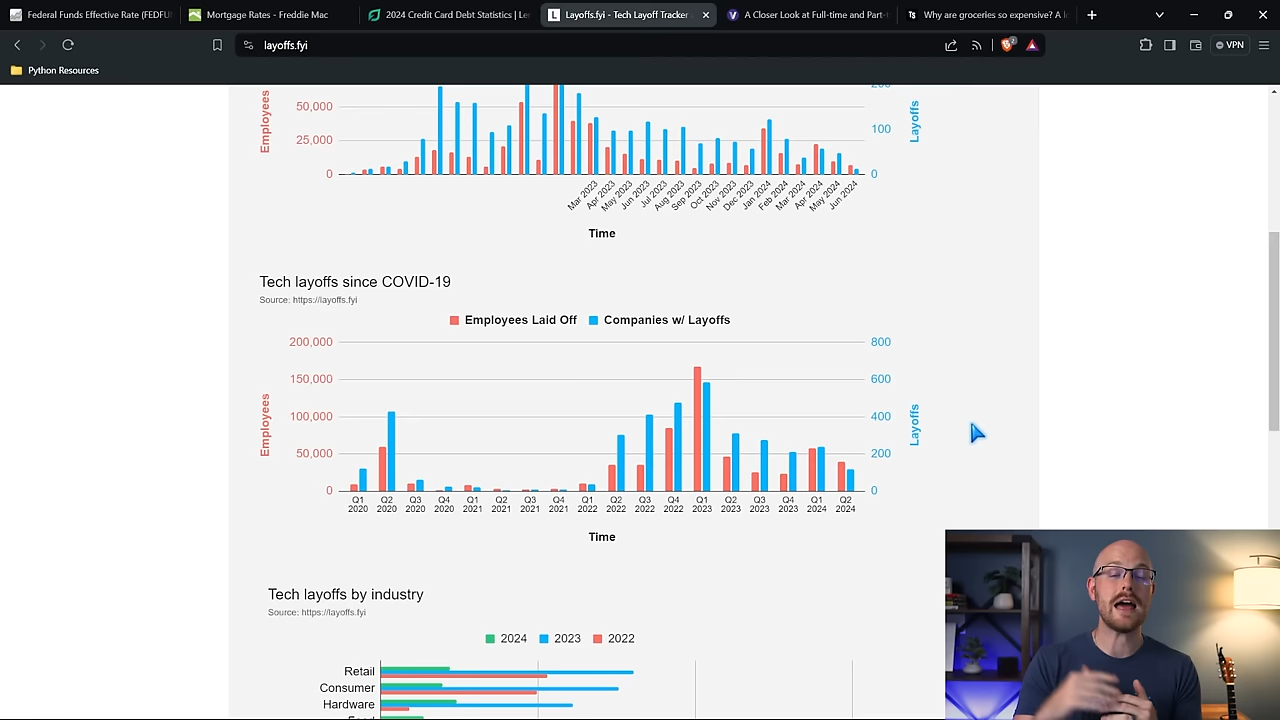 Federal Funds Effective Rate (FEDFU
Mortgage Rates - Freddie Mac
2024 Credit Card Debt Statistics | Le
Layoffs.fyi - Tech Layoff Tracker
A Closer Look at Full-time and Part-t
Why are groceries so expensive? A l
layoffs.fyi
2
VPN
Python Resources
50,000
25,000
0
Employees
100
0
Layoffs
Mar 2023
Apr 2023
May 2023
Jun 2023
Jul 2023
Aug 2023
Sep 2023
Oct 2023
Nov 2023
Dec 2023
Jan 2024
Feb 2024
Mar 2024
Apr 2024
May 2024
Jun 2024
Time
Tech layoffs since COVID-19
Source: https://layoffs.fyi
Employees Laid Off Companies w/ Layoffs
200,000 800
150,000 600
100,000 400
50,000 200
0 0
Employees
Layoffs
Q1 Q2 Q3 Q4 Q1 Q2 Q3 Q4 Q1 Q2 Q3 Q4 Q1 Q2 Q3 Q4 Q1 Q2
2020 2020 2020 2020 2021 2021 2021 2021 2022 2022 2022 2022 2023 2023 2023 2023 2024 2024
Time
Tech layoffs by industry
Source: https://layoffs.fyi
2024 2023 2022
Retail
Consumer
Hardware